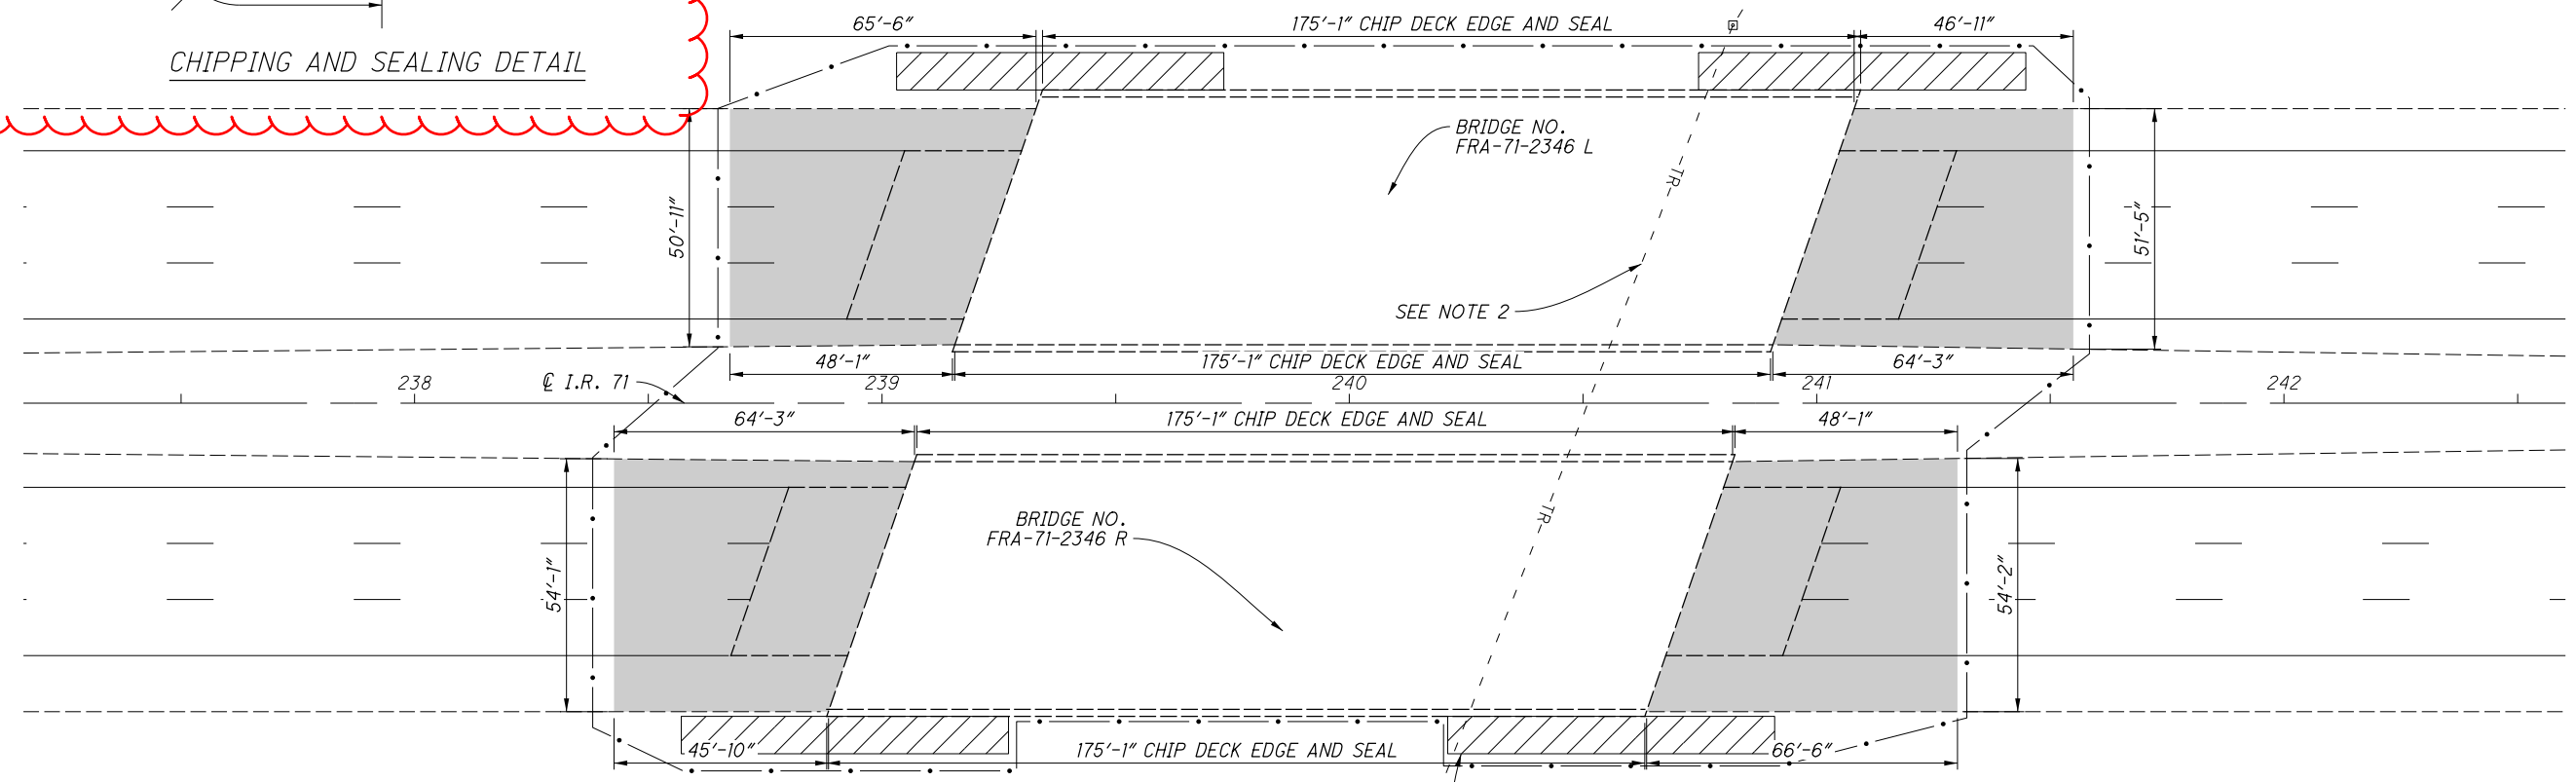 CHIPPING AND SEALING DETAIL
65'-6"
175'-1" CHIP DECK EDGE AND SEAL
46'-11"
BRIDGE NO.
FRA-71-2346 L
TR
50'-11"
51'-5"
SEE NOTE 2
48'-1"
175'-1" CHIP DECK EDGE AND SEAL
64'-3"
238
℄ I.R. 71
239
240
241
242
64'-3"
175'-1" CHIP DECK EDGE AND SEAL
48'-1"
BRIDGE NO.
FRA-71-2346 R
TR
54'-1"
54'-2"
45'-10"
175'-1" CHIP DECK EDGE AND SEAL
66'-6"